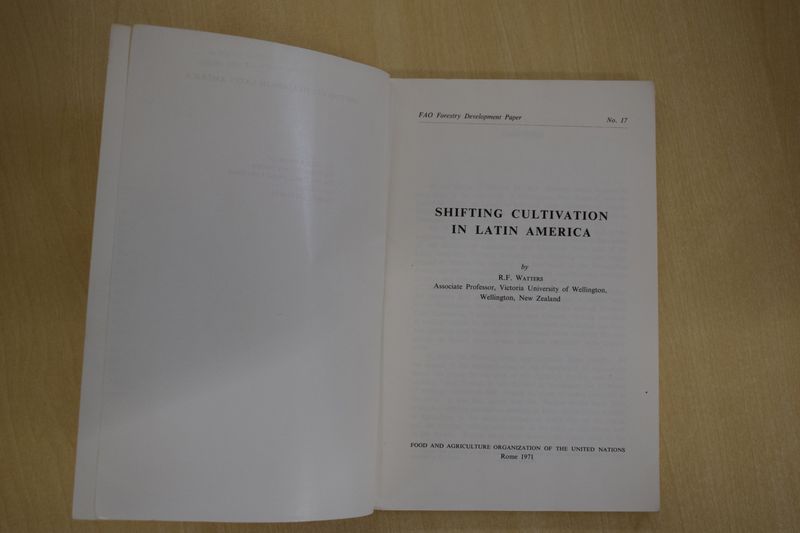 FAO Forestry Development Paper No. 17
SHIFTING CULTIVATION
IN LATIN AMERICA
by
R.F. WATTERS
Associate Professor, Victoria University of Wellington,
Wellington, New Zealand
FOOD AND AGRICULTURE ORGANIZATION OF THE UNITED NATIONS
Rome 1971